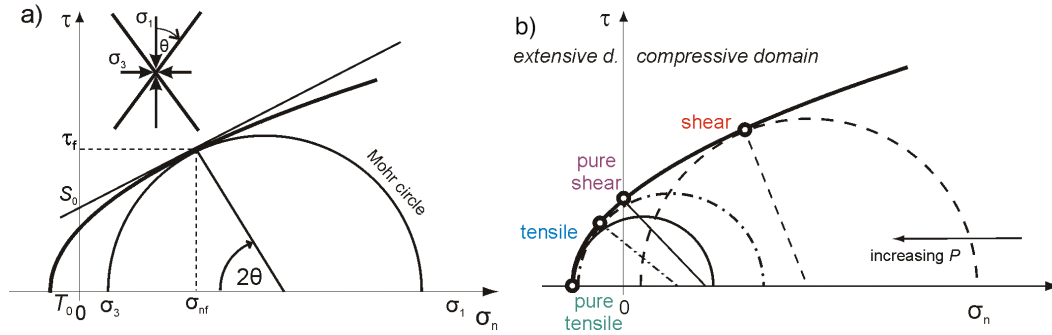 a)
τ
σ₁
θ
σ₃
τf
S₀
Mohr circle
2θ
T₀
0
σ₃
σnf
σ₁
σn
b)
τ
extensive d.
compressive domain
shear
pure
shear
tensile
increasing P
0
pure
tensile
σn